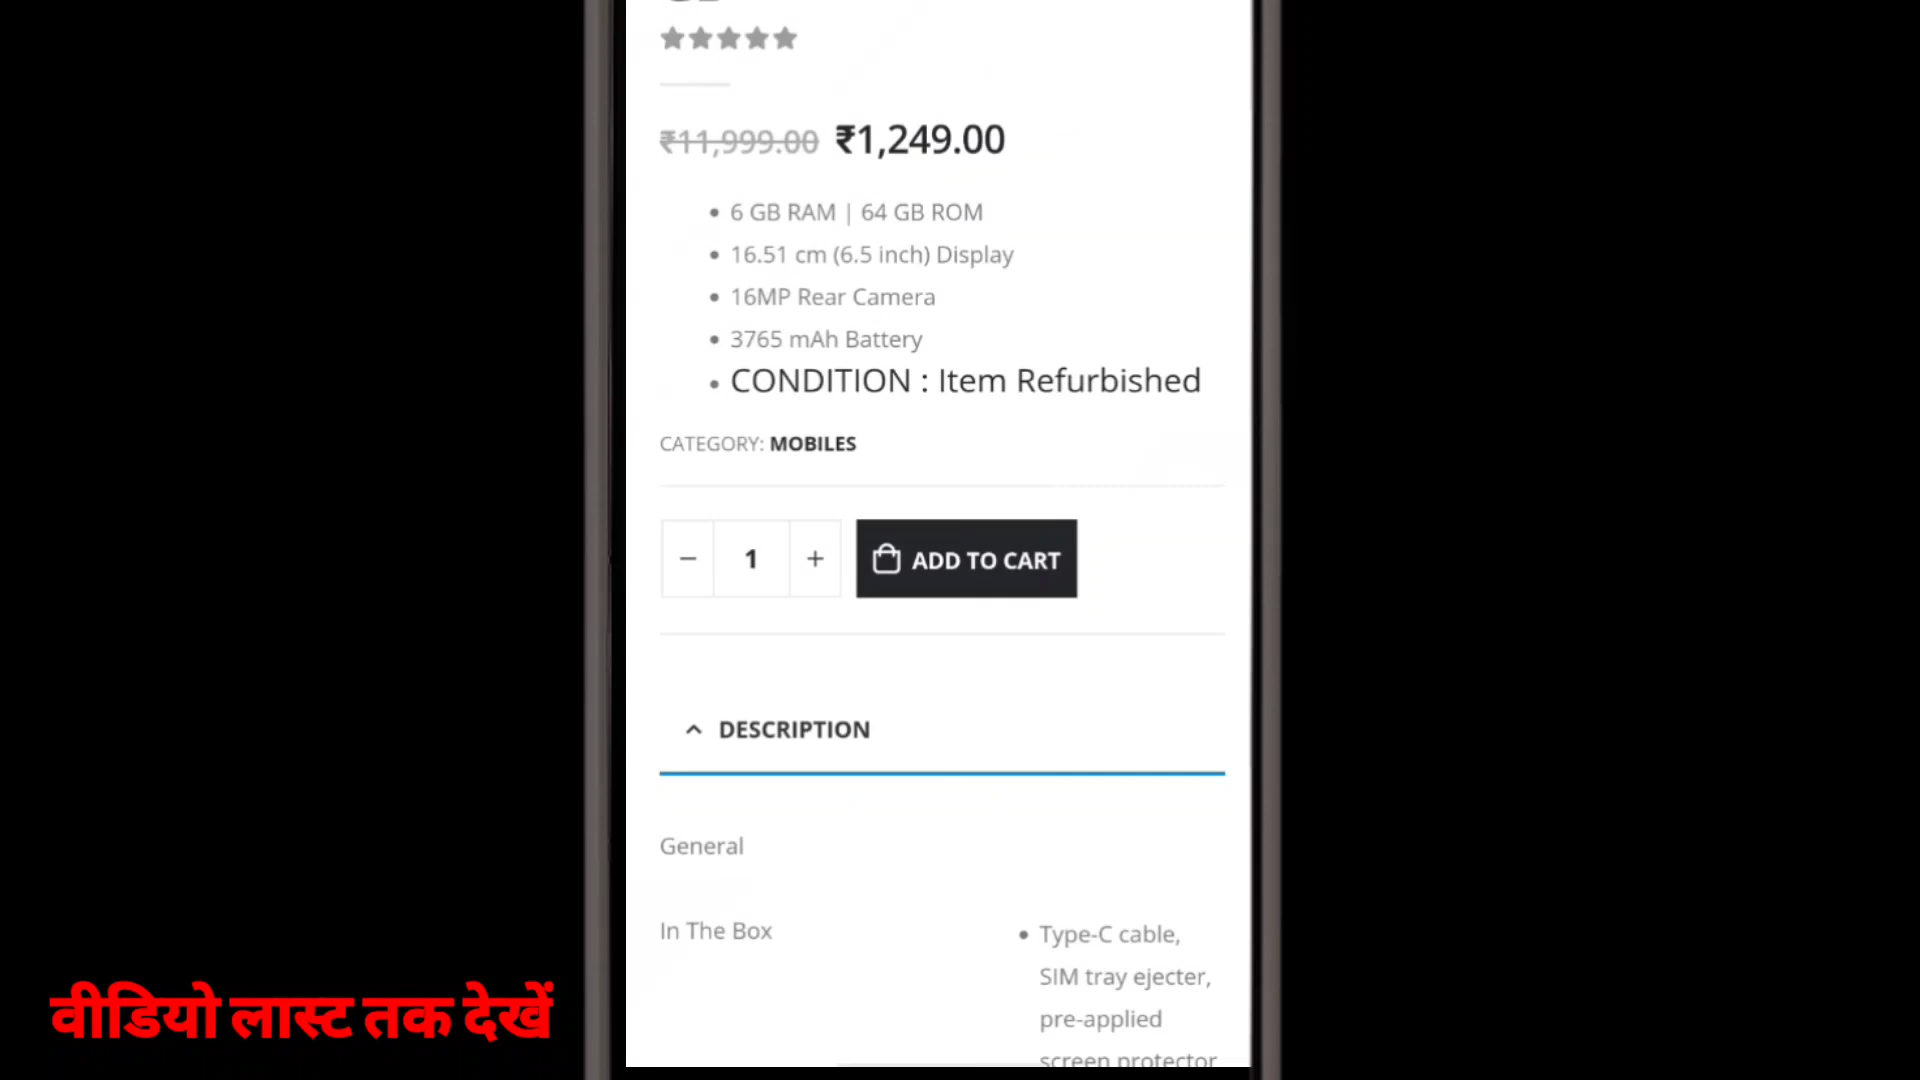 ₹11,999.00 ₹1,249.00
• 6 GB RAM | 64 GB ROM
• 16.51 cm (6.5 inch) Display
• 16MP Rear Camera
• 3765 mAh Battery
• CONDITION : Item Refurbished
CATEGORY: MOBILES
− 1 + ADD TO CART
DESCRIPTION
General
In The Box
• Type-C cable,
SIM tray ejecter,
pre-applied
screen protector
वीडियो लास्ट तक देखें